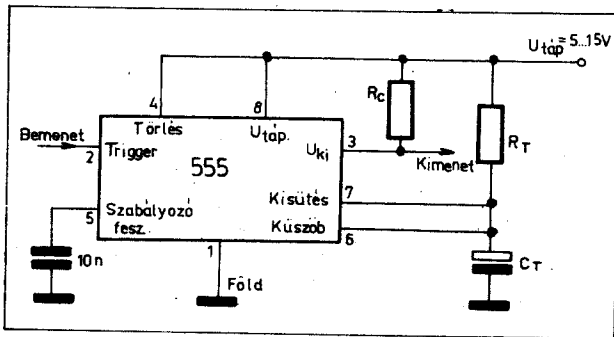 Utáp = 5...15V
4
8
Rc
RT
Bemenet
2
Törlés
Utáp.
Trigger
555
Uki
3
Kimenet
5
Szabályozó
fesz.
Kisütés
7
Küszöb
6
1
10n
Föld
CT